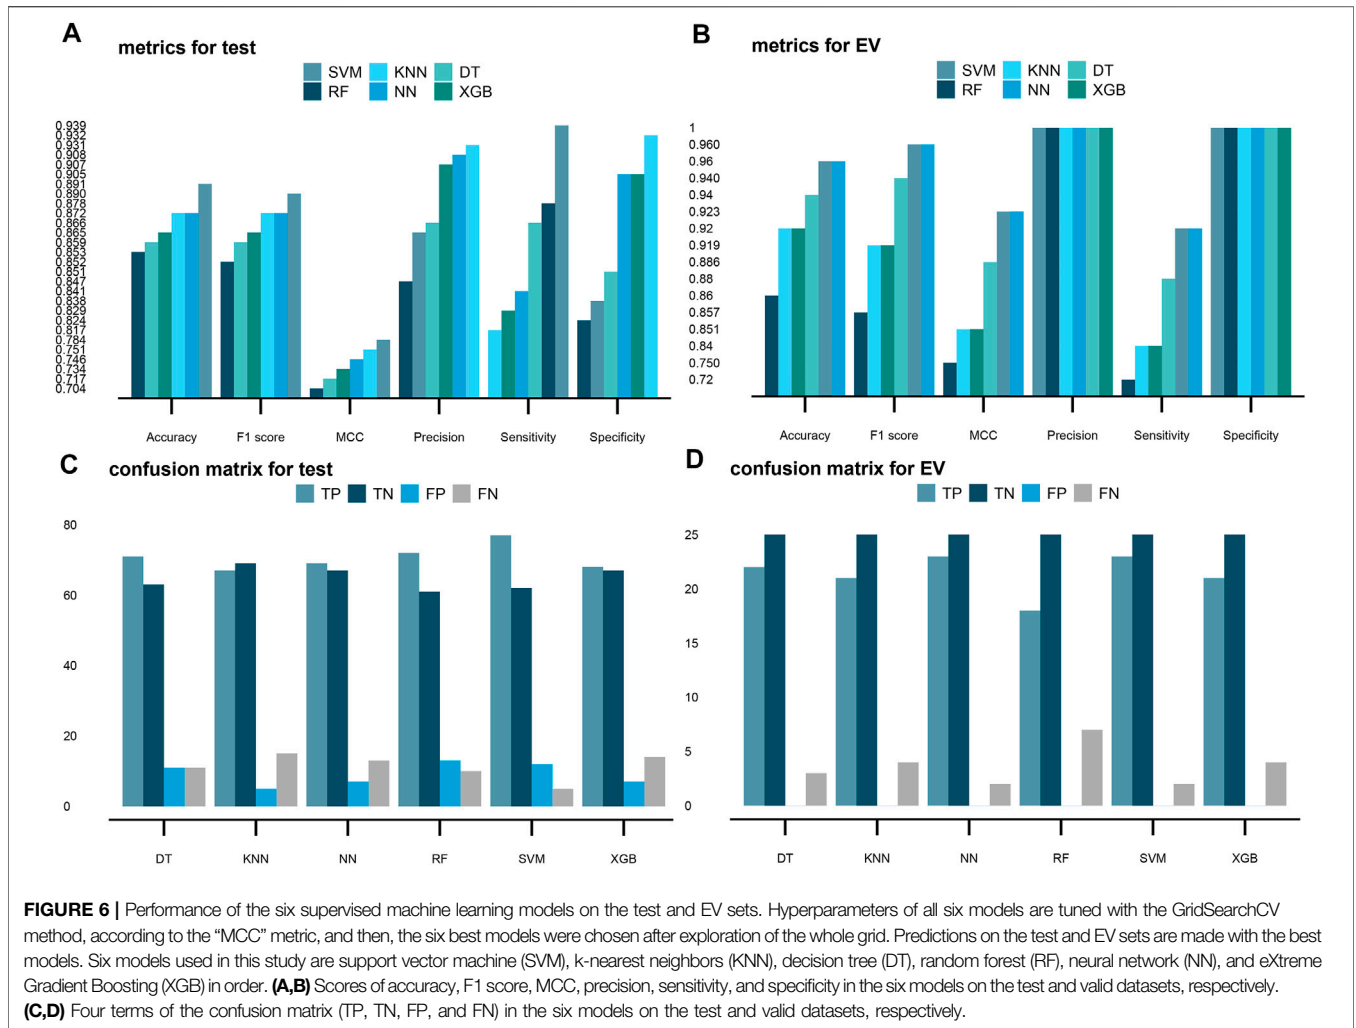 A
metrics for test
SVM KNN DT
RF NN XGB
0.939
0.932
0.931
0.908
0.907
0.905
0.891
0.890
0.878
0.872
0.866
0.865
0.859
0.853
0.852
0.851
0.847
0.841
0.838
0.829
0.824
0.817
0.784
0.751
0.746
0.734
0.717
0.704
Accuracy F1 score MCC Precision Sensitivity Specificity
B
metrics for EV
SVM KNN DT
RF NN XGB
1
0.960
0.96
0.940
0.94
0.923
0.92
0.919
0.886
0.88
0.86
0.857
0.851
0.84
0.750
0.72
Accuracy F1 score MCC Precision Sensitivity Specificity
C
confusion matrix for test
TP TN FP FN
80
60
40
20
0
DT KNN NN RF SVM XGB
D
confusion matrix for EV
TP TN FP FN
25
20
15
10
5
0
DT KNN NN RF SVM XGB
FIGURE 6 | Performance of the six supervised machine learning models on the test and EV sets. Hyperparameters of all six models are tuned with the GridSearchCV
method, according to the “MCC” metric, and then, the six best models were chosen after exploration of the whole grid. Predictions on the test and EV sets are made with the best
models. Six models used in this study are support vector machine (SVM), k-nearest neighbors (KNN), decision tree (DT), random forest (RF), neural network (NN), and eXtreme
Gradient Boosting (XGB) in order. (A,B) Scores of accuracy, F1 score, MCC, precision, sensitivity, and specificity in the six models on the test and valid datasets, respectively.
(C,D) Four terms of the confusion matrix (TP, TN, FP, and FN) in the six models on the test and valid datasets, respectively.